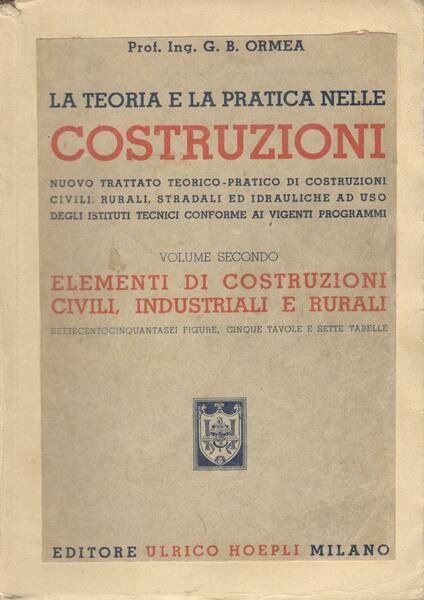 Prof. Ing. G. B. ORMEA
LA TEORIA E LA PRATICA NELLE
COSTRUZIONI
NUOVO TRATTATO TEORICO-PRATICO DI COSTRUZIONI
CIVILI, RURALI, STRADALI ED IDRAULICHE AD USO
DEGLI ISTITUTI TECNICI CONFORME AI VIGENTI PROGRAMMI
VOLUME SECONDO
ELEMENTI DI COSTRUZIONI
CIVILI, INDUSTRIALI E RURALI
SETTECENTOCINQUANTASEI FIGURE, CINQUE TAVOLE E SETTE TABELLE
EDITORE ULRICO HOEPLI MILANO